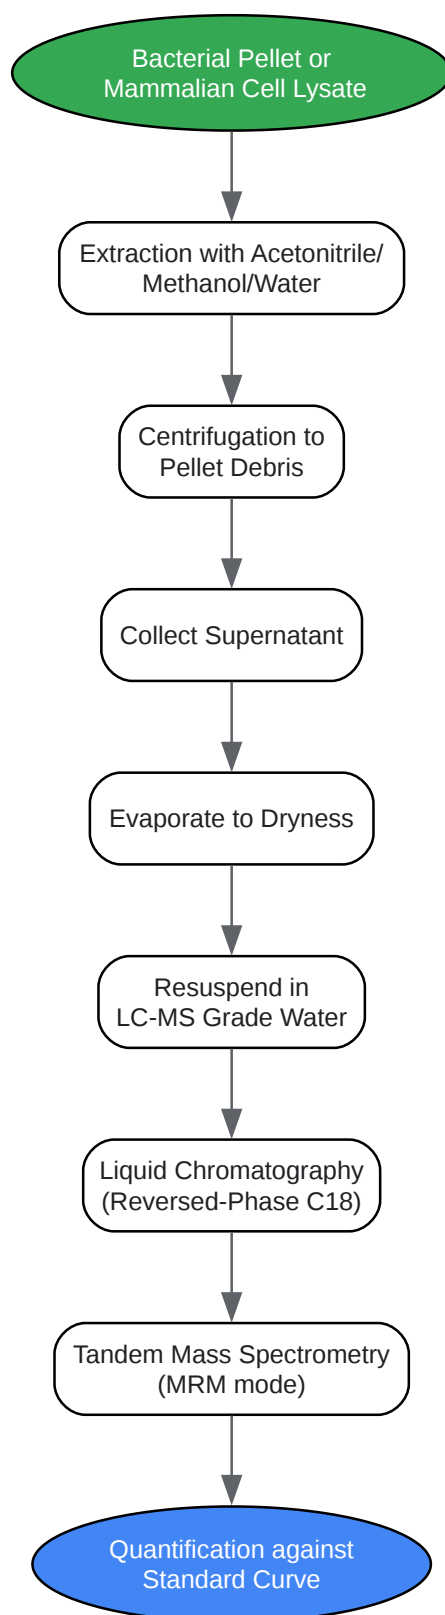 Bacterial Pellet or
Mammalian Cell Lysate
Extraction with Acetonitrile/
Methanol/Water
Centrifugation to
Pellet Debris
Collect Supernatant
Evaporate to Dryness
Resuspend in
LC-MS Grade Water
Liquid Chromatography
(Reversed-Phase C18)
Tandem Mass Spectrometry
(MRM mode)
Quantification against
Standard Curve